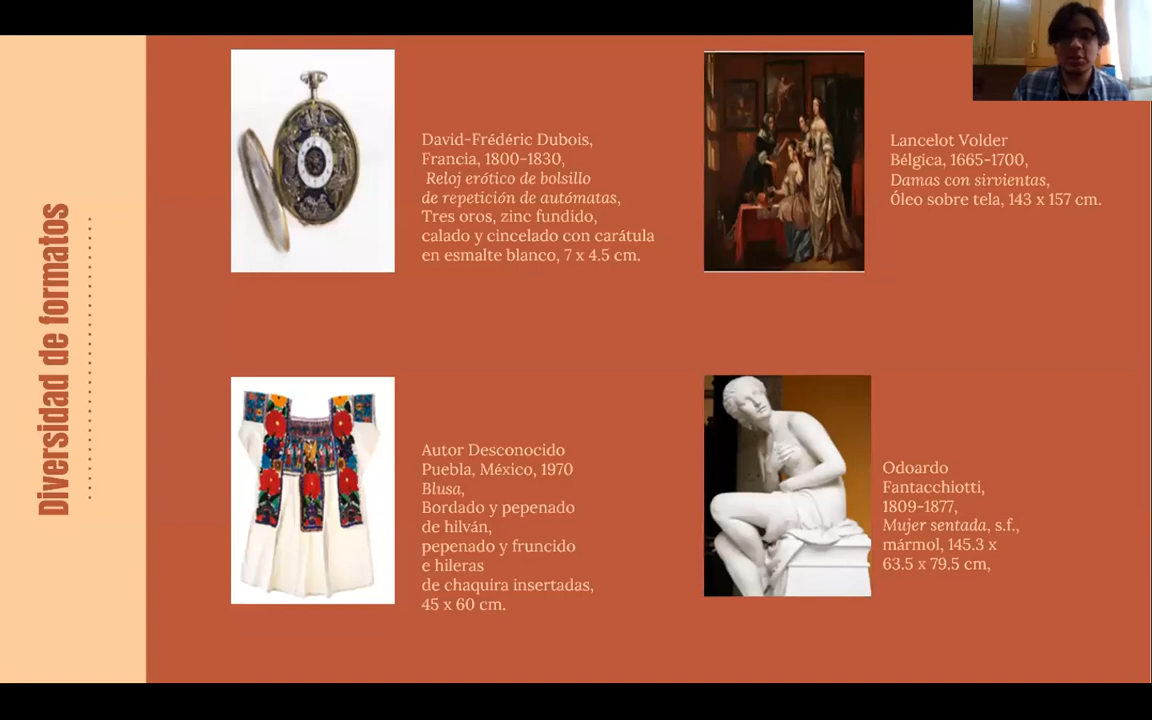 Diversidad de formatos
David-Frédéric Dubois,
Francia, 1800-1830,
Reloj erótico de bolsillo
de repetición de autómatas,
Tres oros, zinc fundido,
calado y cincelado con carátula
en esmalte blanco, 7 x 4.5 cm.
Lancelot Volder
Bélgica, 1665-1700,
Damas con sirvientas,
Óleo sobre tela, 143 x 157 cm.
Autor Desconocido
Puebla, México, 1970
Blusa,
Bordado y pepenado
de hilván,
pepenado y fruncido
e hileras
de chaquira insertadas,
45 x 60 cm.
Odoardo
Fantacchiotti,
1809-1877,
Mujer sentada, s.f.,
mármol, 145.3 x
63.5 x 79.5 cm,